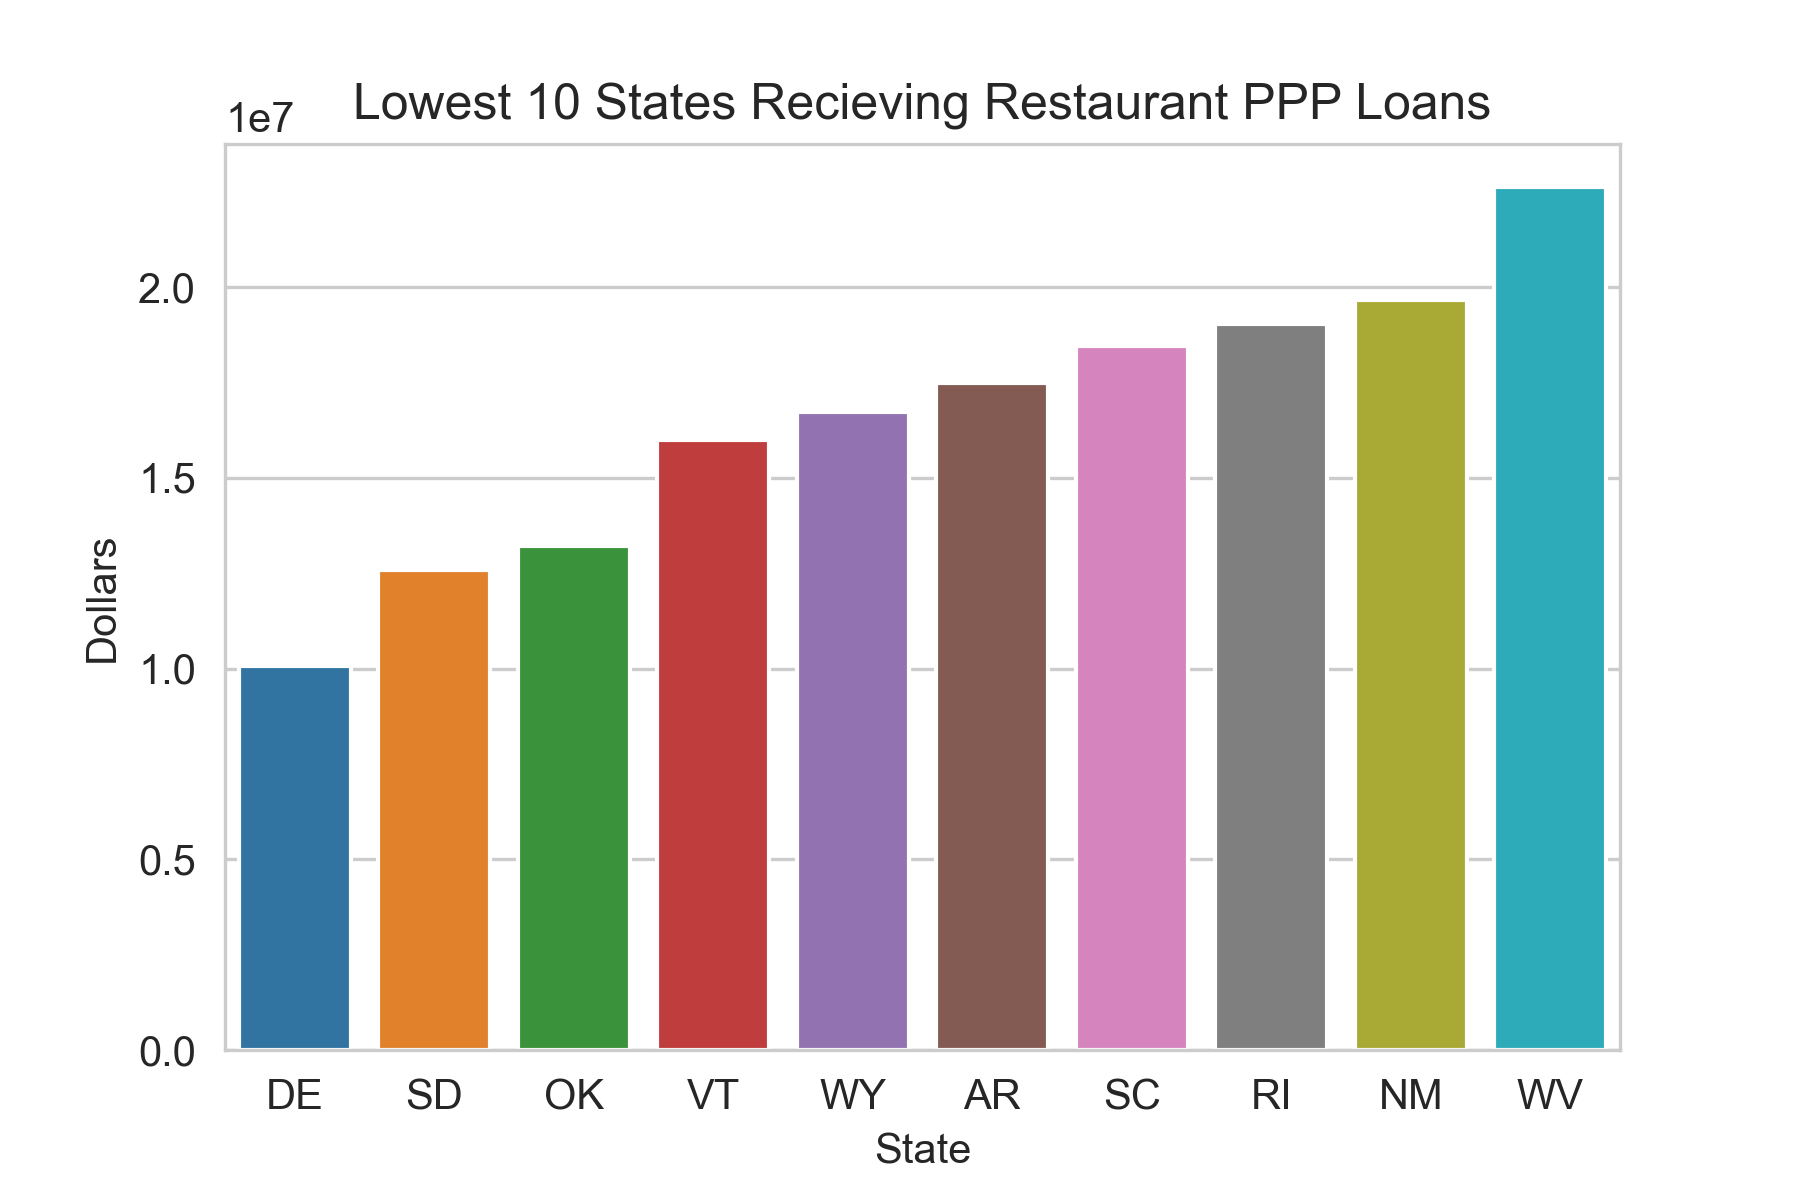 Lowest 10 States Recieving Restaurant PPP Loans
1e7
2.0
1.5
1.0
0.5
0.0
Dollars
DE SD OK VT WY AR SC RI NM WV
State